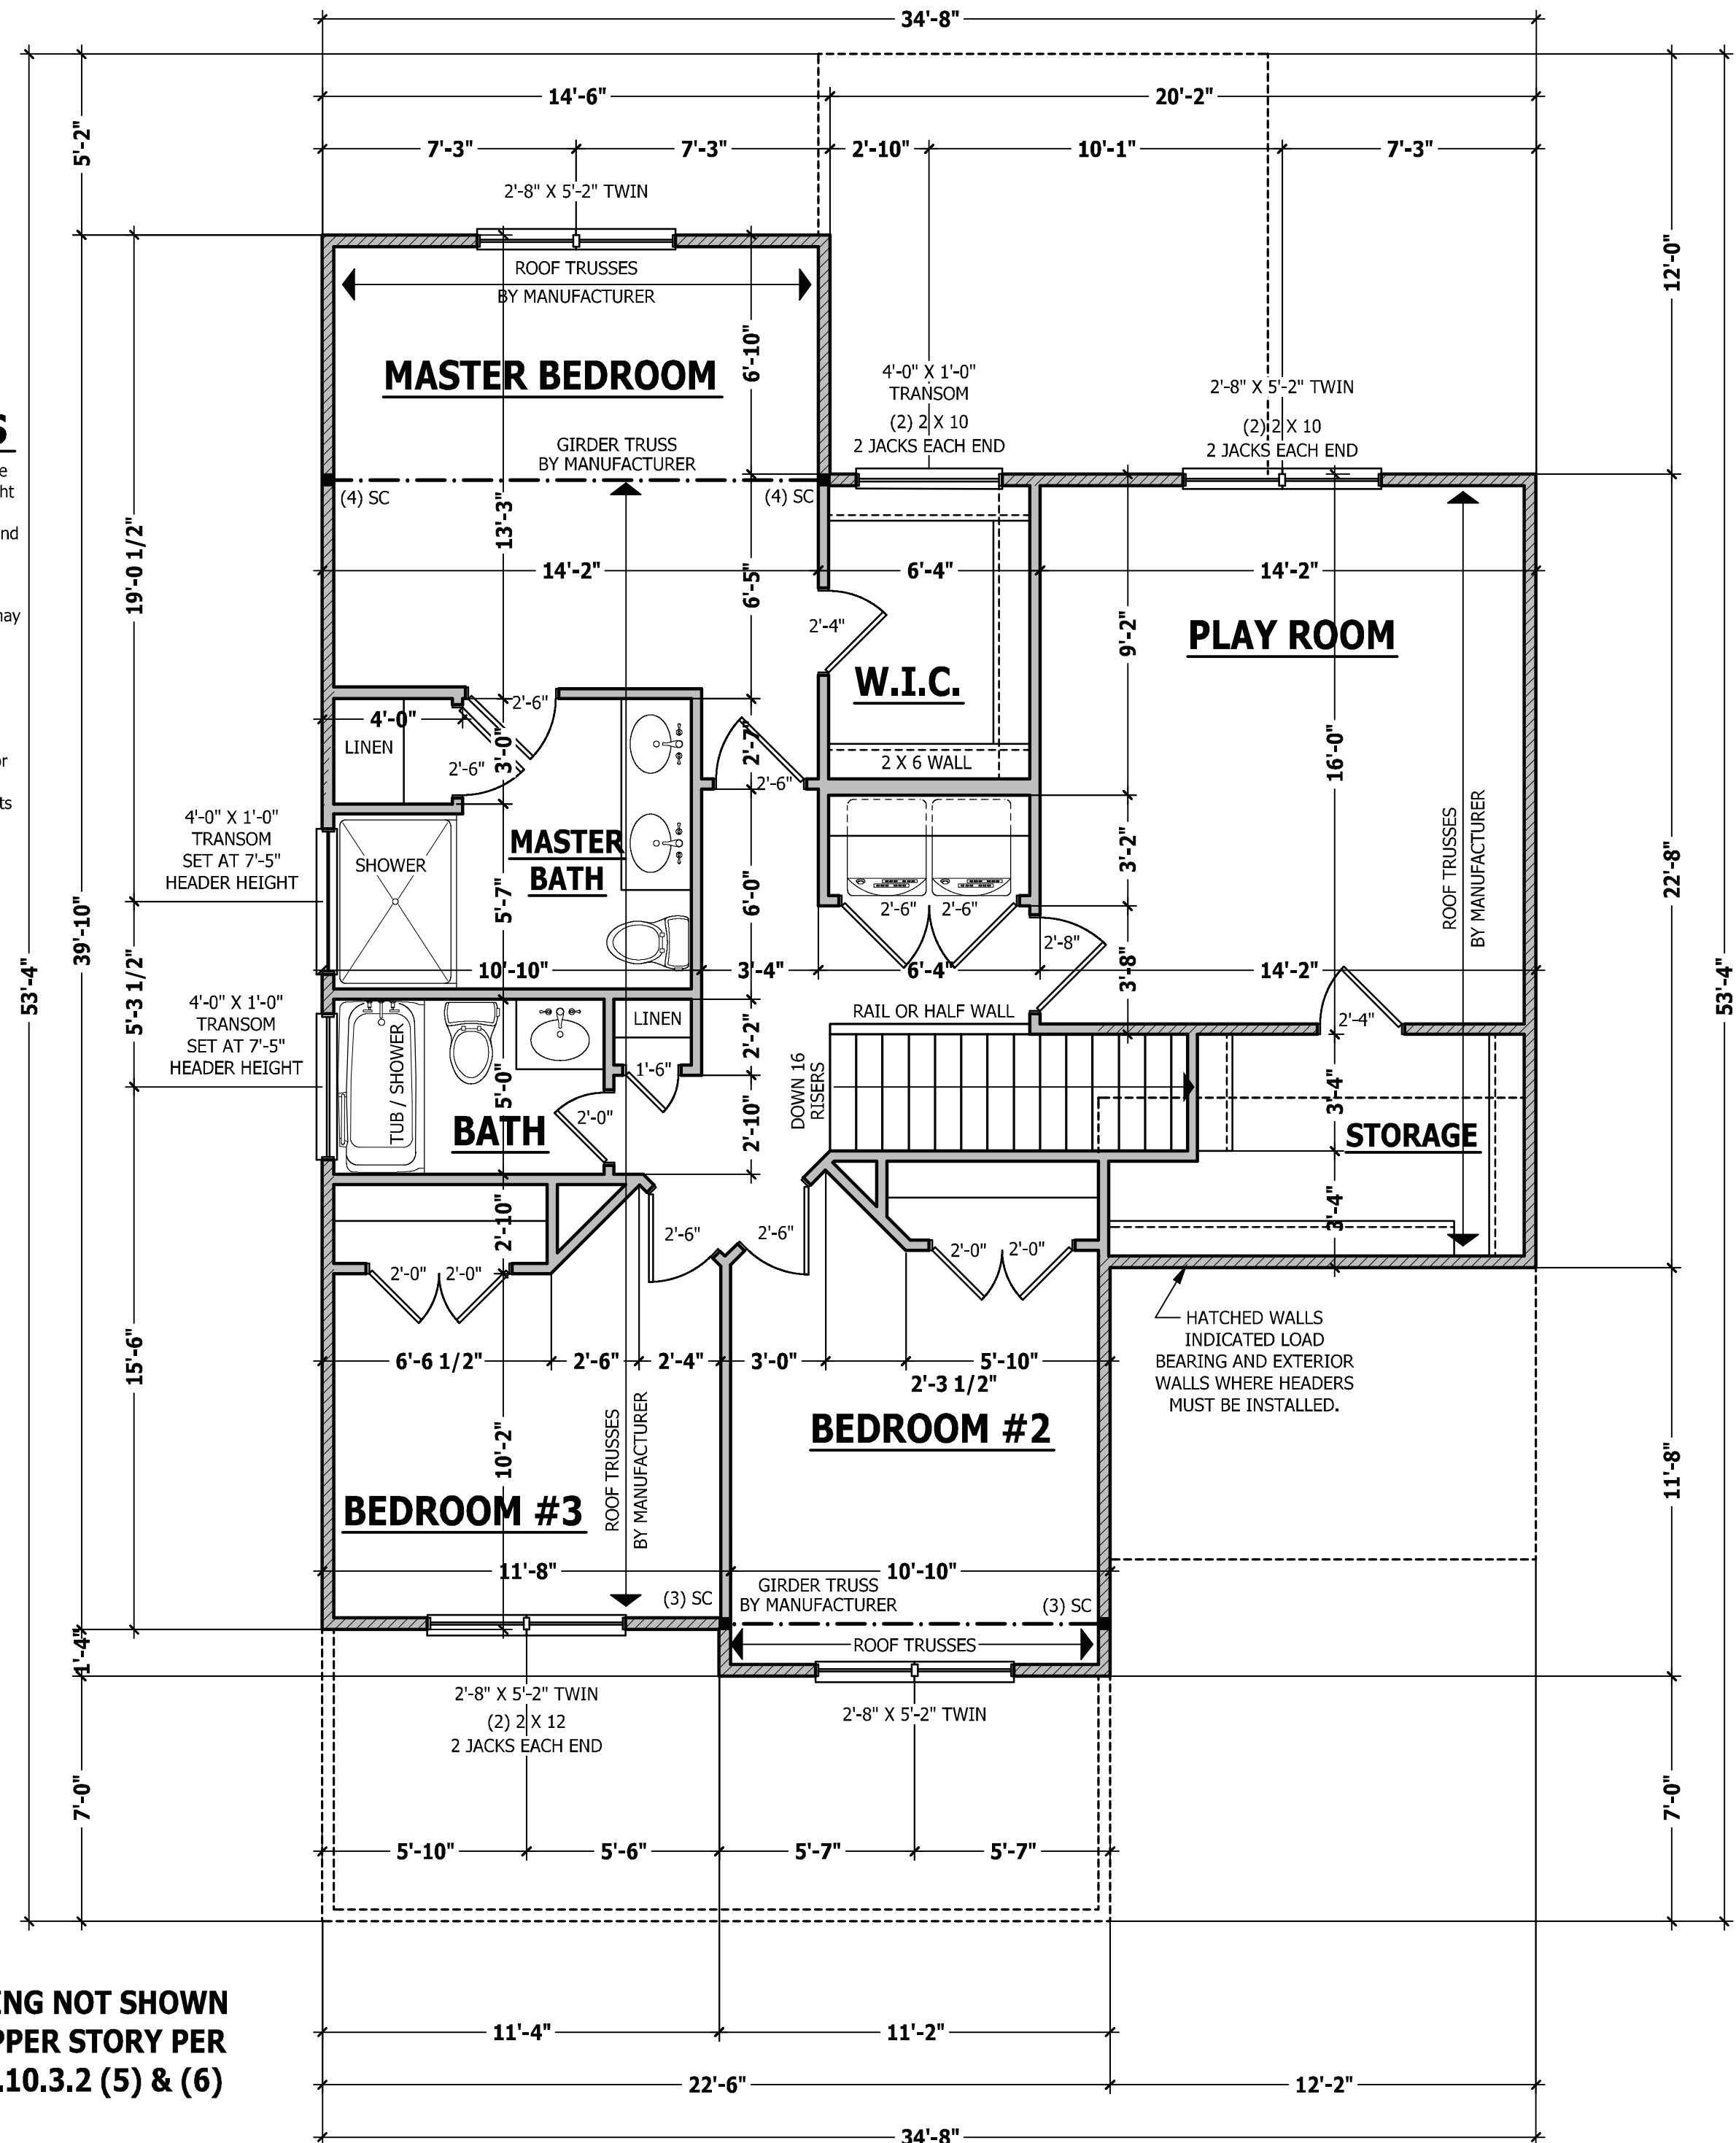 34'-8"
14'-6"
20'-2"
5'-2"
7'-3"
7'-3"
2'-10"
10'-1"
7'-3"
2'-8" X 5'-2" TWIN
12'-0"
ROOF TRUSSES
BY MANUFACTURER
MASTER BEDROOM
6'-10"
4'-0" X 1'-0"
TRANSOM
(2) 2 X 10
2 JACKS EACH END
2'-8" X 5'-2" TWIN
(2) 2 X 10
2 JACKS EACH END
S
GIRDER TRUSS
BY MANUFACTURER
(4) SC
(4) SC
13'-3"
19'-0 1/2"
14'-2"
6'-5"
6'-4"
14'-2"
2'-4"
9'-2"
PLAY ROOM
W.I.C.
2'-6"
4'-0"
LINEN
3'-0"
2'-6"
2'-7"
2'-6"
2 X 6 WALL
16'-0"
4'-0" X 1'-0"
TRANSOM
SET AT 7'-5"
HEADER HEIGHT
SHOWER
MASTER
BATH
5'-7"
6'-0"
3'-2"
2'-6"
2'-6"
ROOF TRUSSES
BY MANUFACTURER
22'-8"
39'-10"
53'-4"
53'-4"
5'-3 1/2"
10'-10"
3'-4"
6'-4"
2'-8"
3'-8"
14'-2"
4'-0" X 1'-0"
TRANSOM
SET AT 7'-5"
HEADER HEIGHT
TUB / SHOWER
LINEN
2'-2"
RAIL OR HALF WALL
2'-4"
5'-0"
1'-6"
2'-0"
BATH
2'-10"
DOWN 16
RISERS
3'-4"
STORAGE
2'-10"
2'-6"
2'-6"
3'-4"
2'-0"
2'-0"
2'-0"
2'-0"
HATCHED WALLS
INDICATED LOAD
BEARING AND EXTERIOR
WALLS WHERE HEADERS
MUST BE INSTALLED.
15'-6"
6'-6 1/2"
2'-6"
2'-4"
3'-0"
5'-10"
2'-3 1/2"
BEDROOM #2
10'-2"
ROOF TRUSSES
BY MANUFACTURER
11'-8"
BEDROOM #3
11'-8"
10'-10"
(3) SC
GIRDER TRUSS
BY MANUFACTURER
(3) SC
ROOF TRUSSES
1'-4"
2'-8" X 5'-2" TWIN
(2) 2 X 12
2 JACKS EACH END
2'-8" X 5'-2" TWIN
7'-0"
7'-0"
5'-10"
5'-6"
5'-7"
5'-7"
ING NOT SHOWN
PPER STORY PER
.10.3.2 (5) & (6)
11'-4"
11'-2"
22'-6"
12'-2"
34'-8"